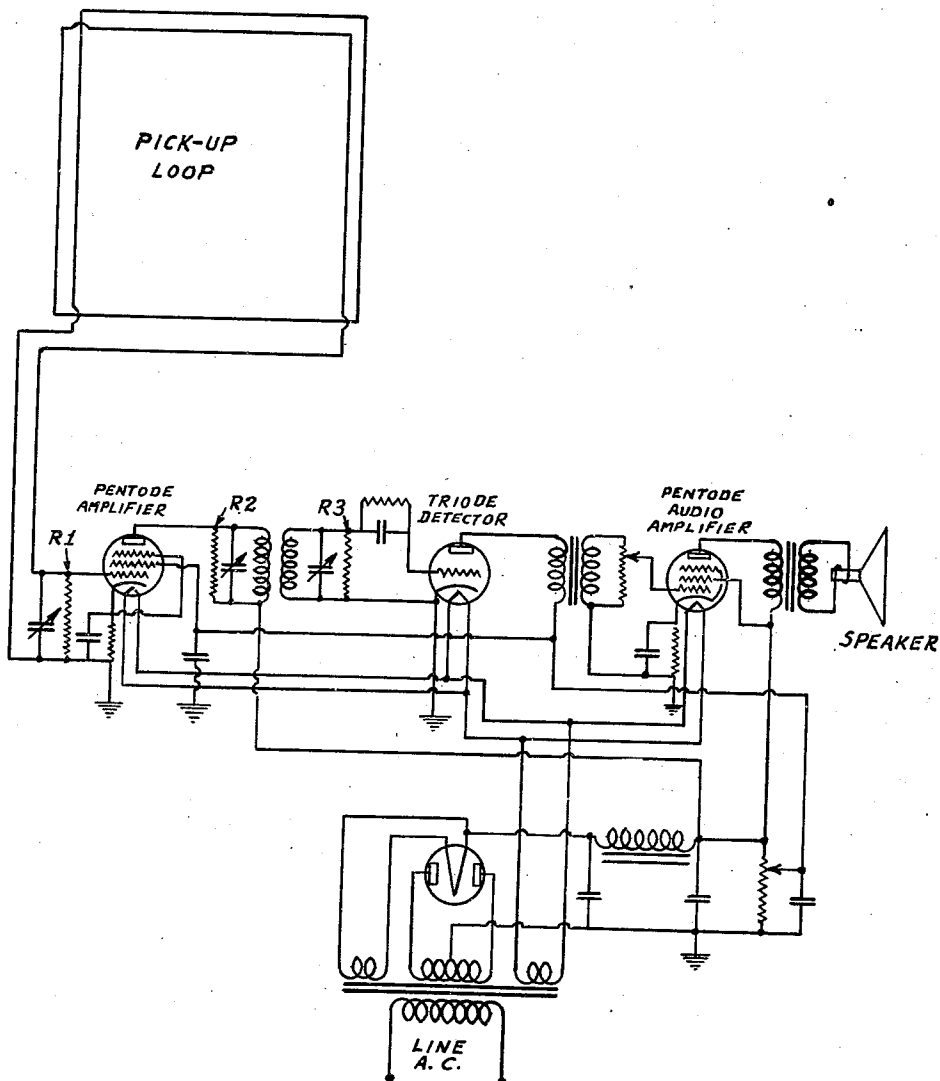 PICK-UP
LOOP
PENTODE
AMPLIFIER
R1
R2
R3
TRIODE
DETECTOR
PENTODE
AUDIO
AMPLIFIER
SPEAKER
LINE
A.C.